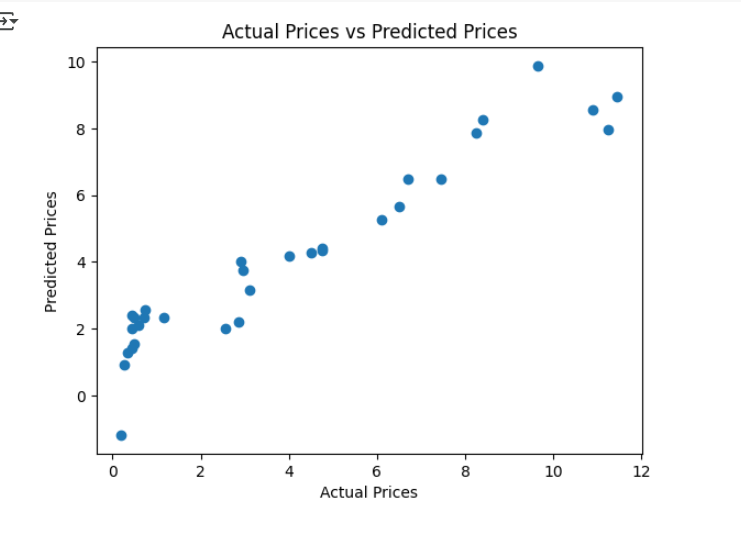 Actual Prices vs Predicted Prices
10
8
6
4
2
0
Predicted Prices
0 2 4 6 8 10 12
Actual Prices